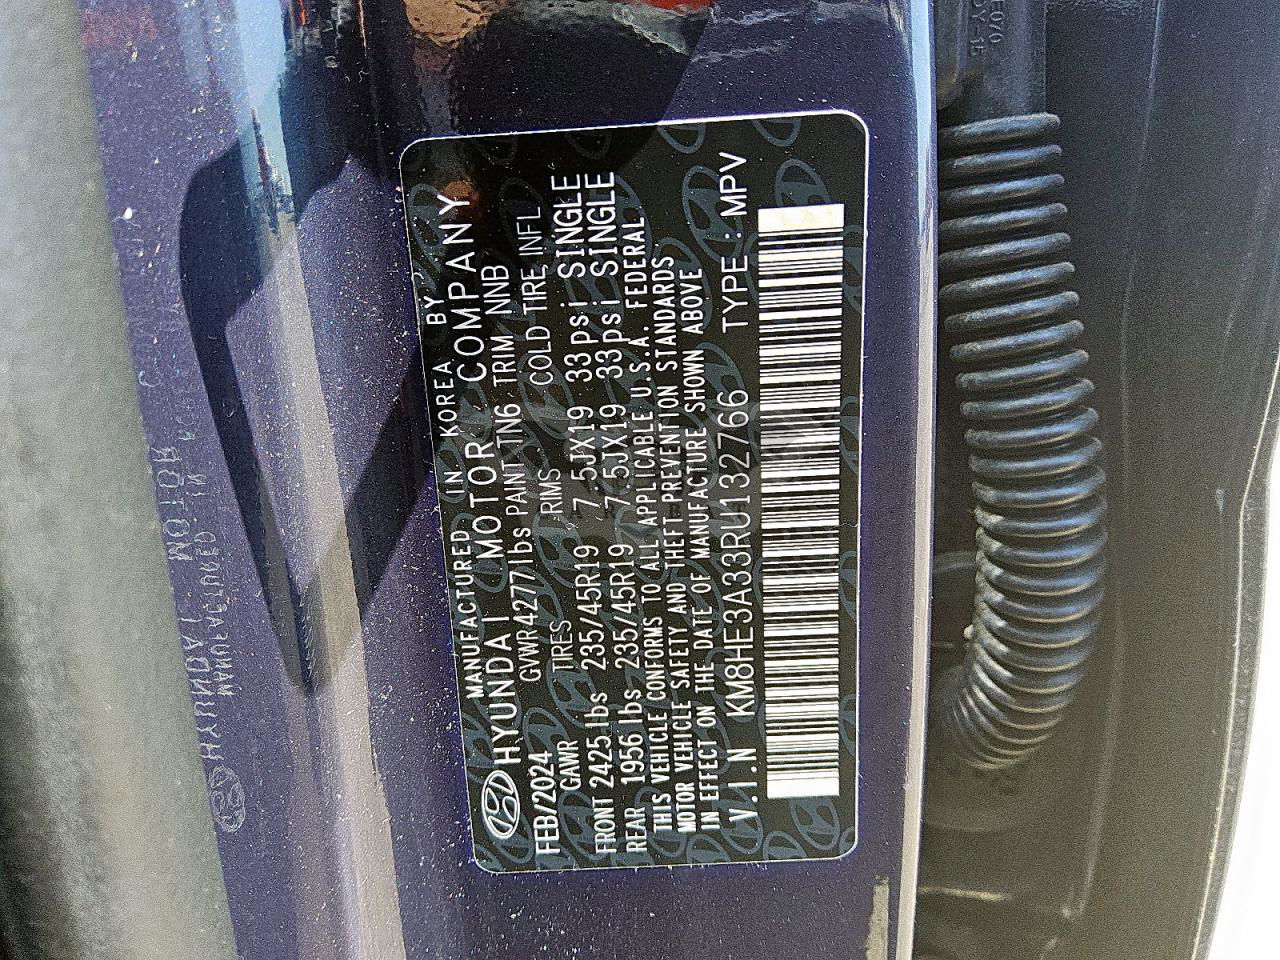 MANUFACTURED IN KOREA BY
HYUNDAI MOTOR COMPANY
FEB/2024 GVWR 4277 lbs PAINT TN6 TRIM NNB
GAWR TIRES RIMS COLD TIRE INFL
FRONT 2425 lbs 235/45R19 7.5JX19 33psi SINGLE
REAR 1956 lbs 235/45R19 7.5JX19 33psi SINGLE
THIS VEHICLE CONFORMS TO ALL APPLICABLE U.S.A. FEDERAL
MOTOR VEHICLE SAFETY AND THEFT PREVENTION STANDARDS
IN EFFECT ON THE DATE OF MANUFACTURE SHOWN ABOVE
V.I.N KM8HE3A33RU132766 TYPE : MPV